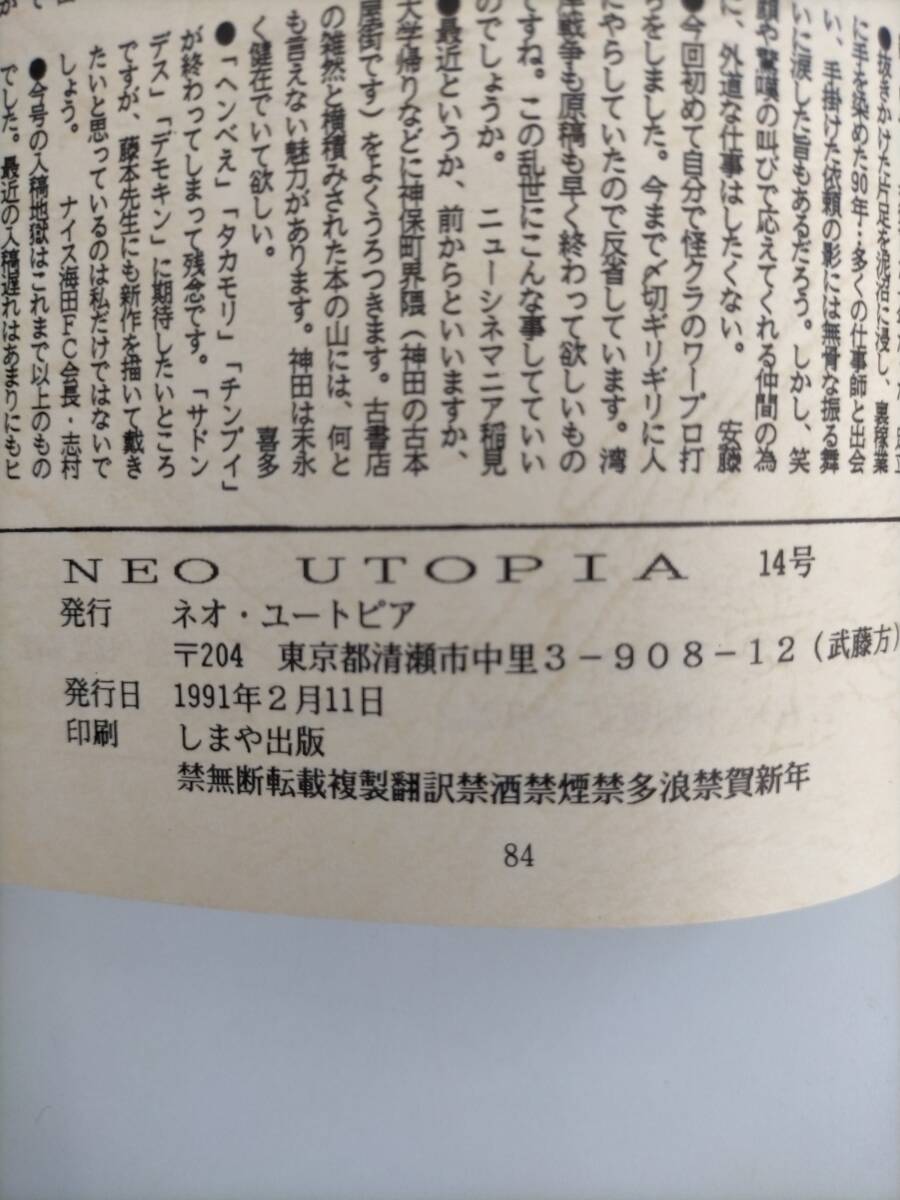 ●抜きかけた片足を泥沼に浸し、裏稼業
に手を染めた'90年‥多くの仕事師と出会
い、手掛けた依頼の影には無骨な振る舞
いに涙した旨もあるだろう。しかし、笑
顔や驚嘆の叫びで応えてくれる仲間の為
に、外道な仕事はしたくない。　安藤
●今回初めて自分で怪クラのワープロ打
ちをしました。今まで〆切ギリギリに人
にやらしていたので反省しています。湾
岸戦争も原稿も早く終わって欲しいもの
ですね。この乱世にこんな事してていい
のでしょうか。　ニューシネマニア稲見
●最近というか、前からといいますか、
大学帰りなどに神保町界隈（神田の古本
屋街です）をよくうろつきます。古書店
の雑然と横積みされた本の山には、何と
も言えない魅力があります。神田は末永
く健在でいて欲しい。　喜多
●「ヘンベえ」「タカモリ」「チンプイ」
が終わってしまって残念です。「サドン
デス」「デモキン」に期待したいところ
ですが、藤本先生にも新作を描いて戴き
たいと思っているのは私だけではないで
しょう。　ナイス海田ＦＣ会長・志村
●今号の入稿地獄はこれまで以上のもの
でした。最近の入稿遅れはあまりにもヒ
ＮＥＯ　ＵＴＯＰＩＡ　14号
発行　ネオ・ユートピア
〒204　東京都清瀬市中里３－９０８－１２（武藤方）
発行日　1991年２月11日
印刷　しまや出版
禁無断転載複製翻訳禁酒禁煙禁多浪禁賀新年
84